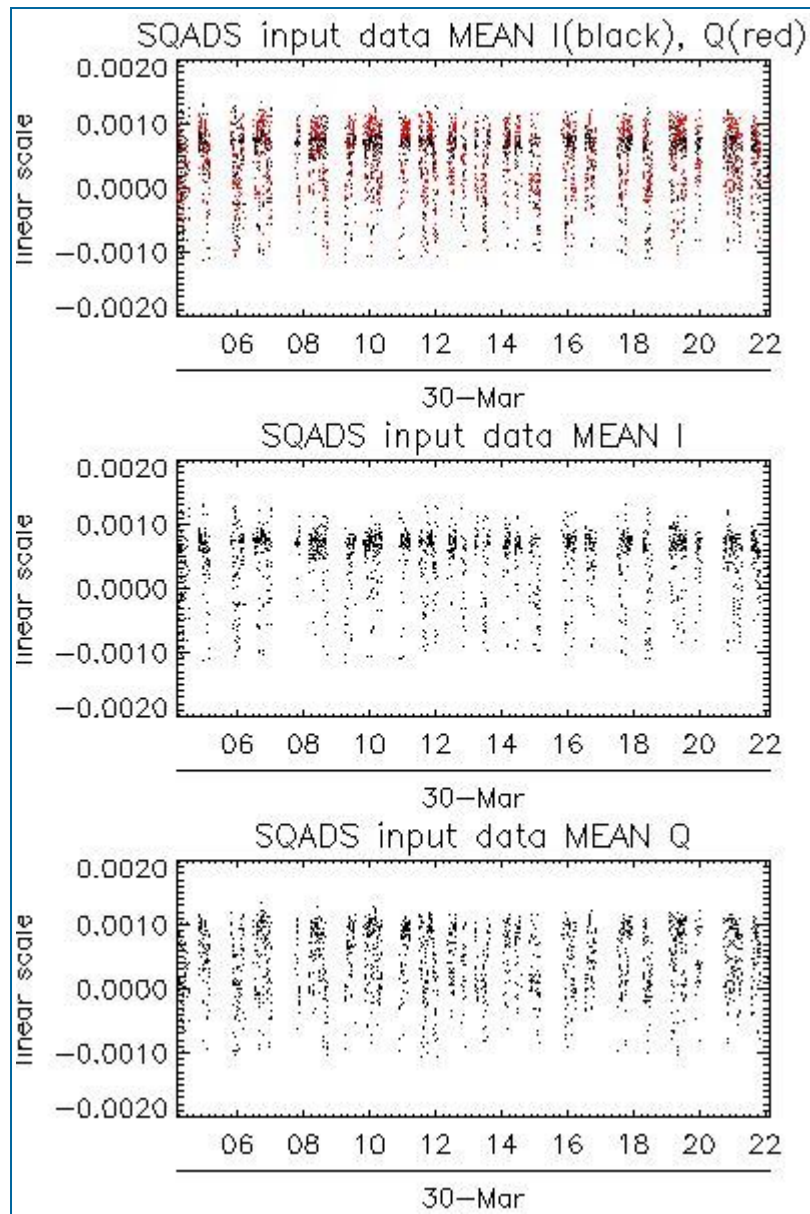 SQADS input data MEAN I(black), Q(red)
0.0020
0.0010
0.0000
−0.0010
−0.0020
linear scale
06 08 10 12 14 16 18 20 22
30−Mar
SQADS input data MEAN I
0.0020
0.0010
0.0000
−0.0010
−0.0020
linear scale
06 08 10 12 14 16 18 20 22
30−Mar
SQADS input data MEAN Q
0.0020
0.0010
0.0000
−0.0010
−0.0020
linear scale
06 08 10 12 14 16 18 20 22
30−Mar